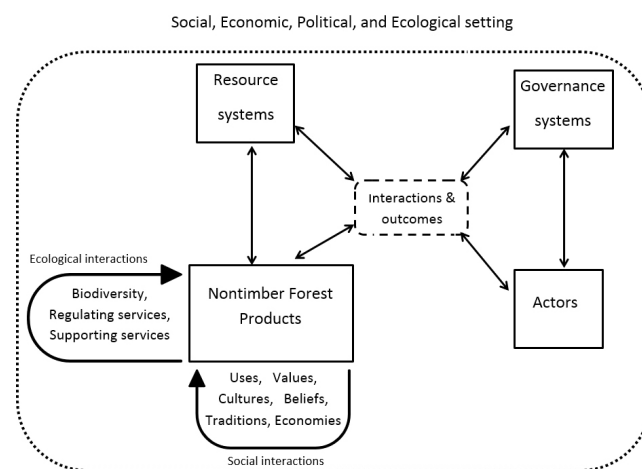 Social, Economic, Political, and Ecological setting
Resource
systems
Governance
systems
Interactions &
outcomes
Ecological interactions
Biodiversity,
Regulating services,
Supporting services
Nontimber Forest
Products
Actors
Uses, Values,
Cultures, Beliefs,
Traditions, Economies
Social interactions